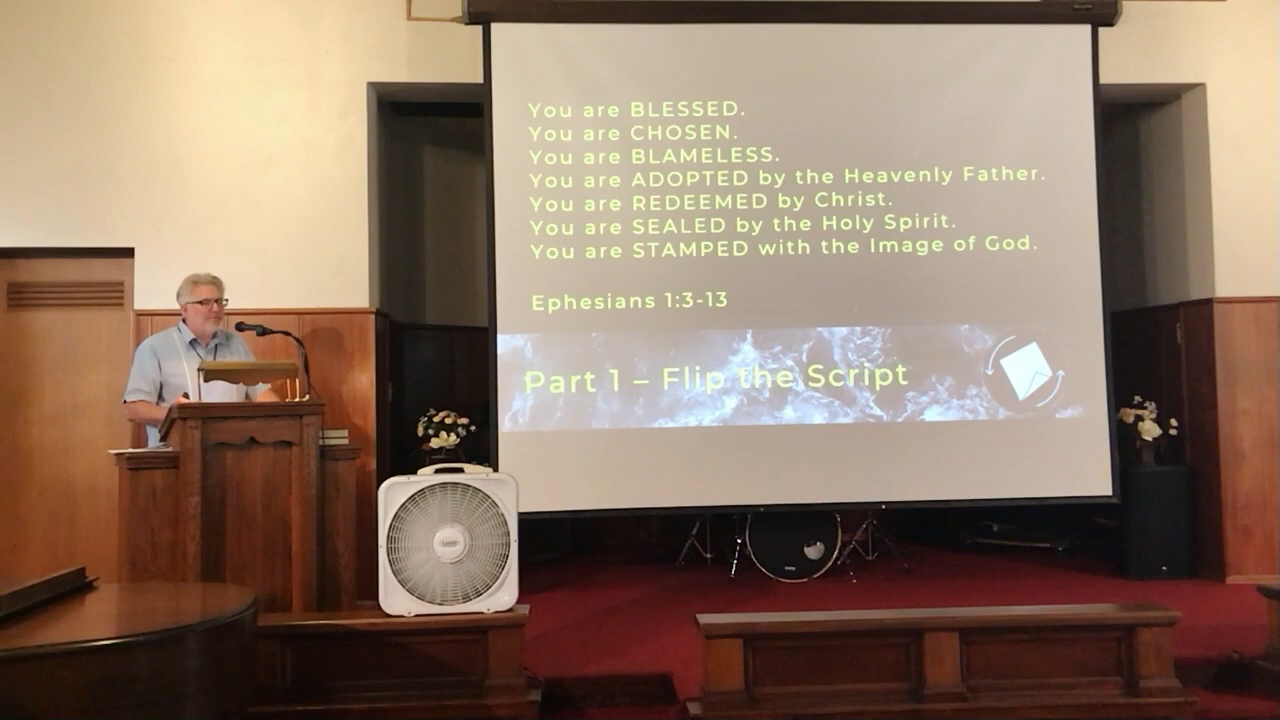 You are BLESSED.
You are CHOSEN.
You are BLAMELESS.
You are ADOPTED by the Heavenly Father.
You are REDEEMED by Christ.
You are SEALED by the Holy Spirit.
You are STAMPED with the Image of God.
Ephesians 1:3-13
Part 1 – Flip the Script